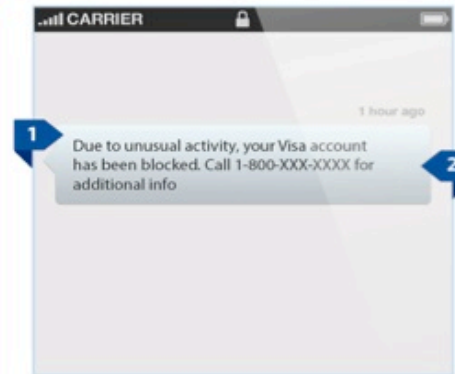 CARRIER
1 hour ago
1
Due to unusual activity, your Visa account
has been blocked. Call 1-800-XXX-XXXX for
2
additional info